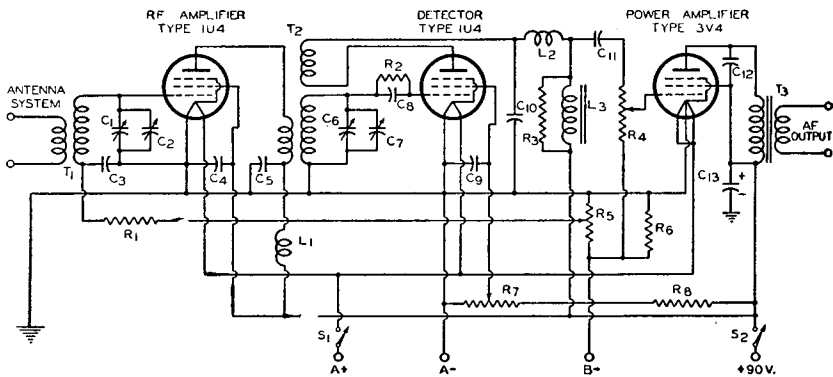 RF AMPLIFIER
TYPE 1U4
DETECTOR
TYPE 1U4
POWER AMPLIFIER
TYPE 3V4
ANTENNA
SYSTEM
T1
C1
C2
C3
R1
C4
C5
L1
T2
C6
C7
R2
C8
C9
C10
L2
R3
L3
C11
R4
R5
R6
R7
R8
C12
C13
+
-
T3
AF
OUTPUT
S1
S2
A+
A-
B-
+90V.